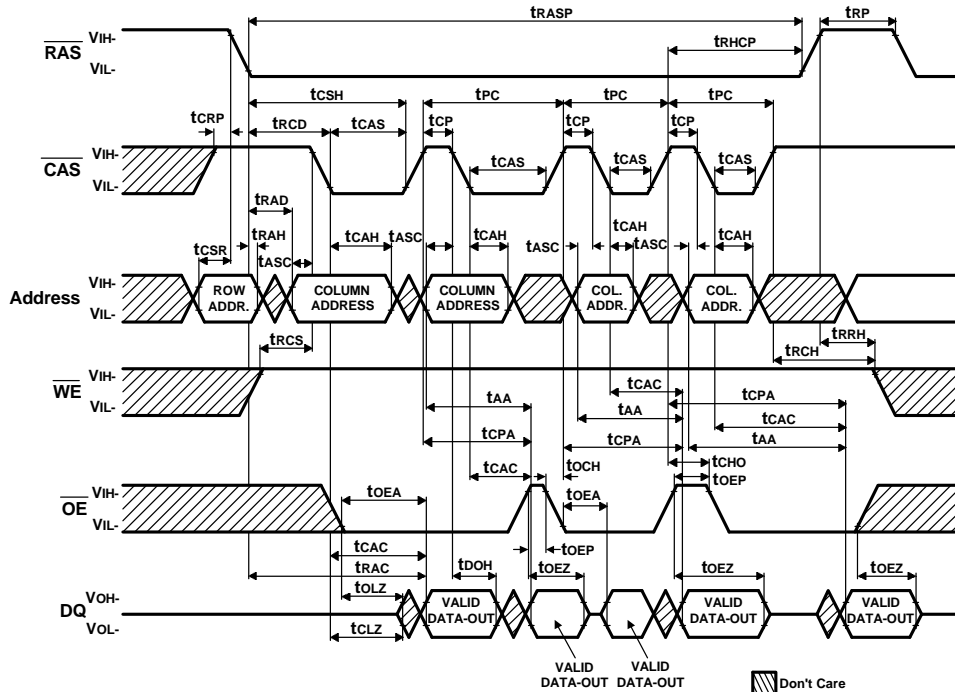 tRASP
tRP
VIH-
RAS
VIL-
tRHCP
tCSH
tPC
tPC
tPC
tCRP
tRCD
tCAS
tCP
tCP
tCP
VIH-
CAS
VIL-
tCAS
tCAS
tCAS
tRAD
tRAH
tCSR
tASC
tCAH
tASC
tCAH
tASC
tCAH
tASC
tCAH
VIH-
Address
VIL-
ROW
ADDR.
COLUMN
ADDRESS
COLUMN
ADDRESS
COL.
ADDR.
COL.
ADDR.
tRCS
tRRH
tRCH
VIH-
WE
VIL-
tAA
tCAC
tAA
tCPA
tCAC
tAA
tCPA
tCPA
tCAC
tOCH
tCHO
tOEP
VIH-
OE
VIL-
tOEA
tOEA
tOEP
tCAC
tRAC
tDOH
tOEZ
tOEZ
tOEZ
tOLZ
VOH-
DQ
VOL-
tCLZ
VALID
DATA-OUT
VALID
DATA-OUT
VALID
DATA-OUT
VALID
DATA-OUT
VALID
DATA-OUT
Don't Care